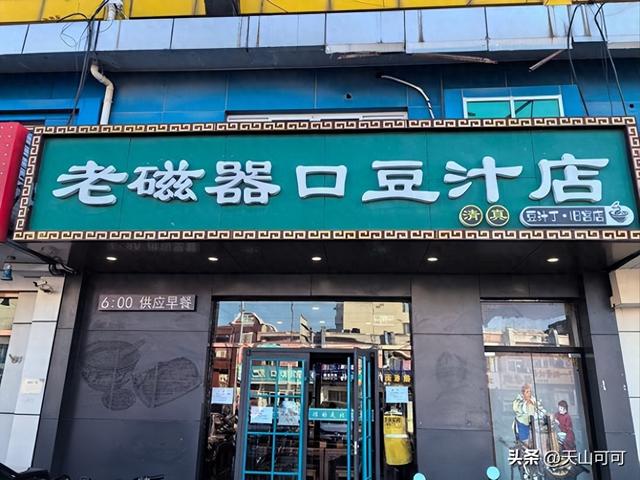 老磁器口豆汁店
清真
豆汁丁·旧宫店
6:00 供应早餐
头条 @天山可可